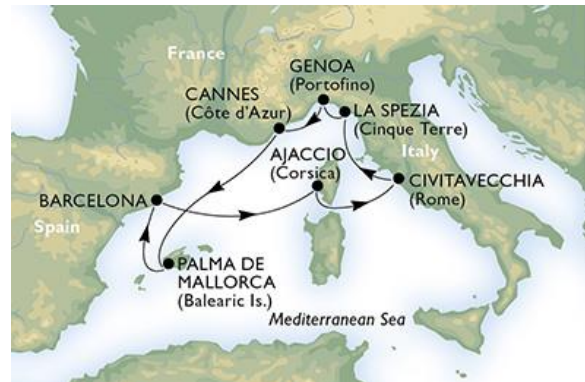 France
GENOA
(Portofino)
CANNES
(Côte d'Azur)
LA SPEZIA
(Cinque Terre)
AJACCIO
(Corsica)
Italy
CIVITAVECCHIA
(Rome)
BARCELONA
Spain
PALMA DE
MALLORCA
(Balearic Is.)
Mediterranean Sea